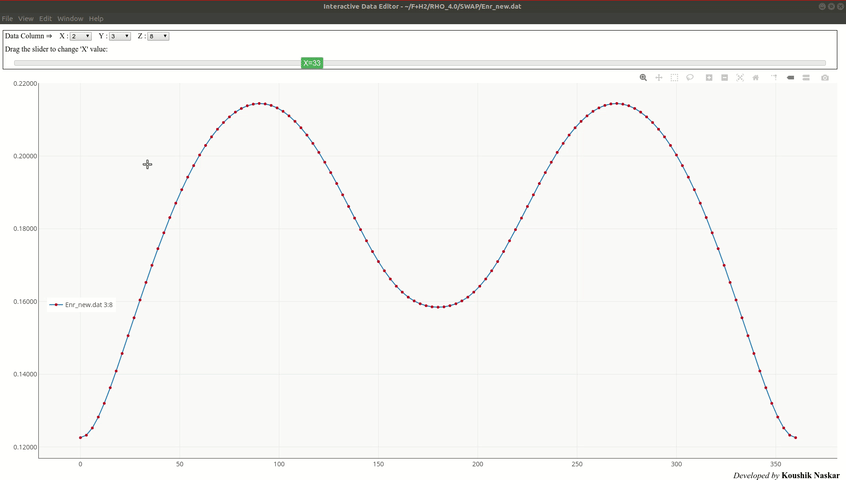 Interactive Data Editor - ~/F+H2/RHO_4.0/SWAP/Enr_new.dat
File View Edit Window Help
Data Column ⇒ X : 2 Y : 3 Z : 8
Drag the slider to change 'X' value:
X=33
0.22000
0.20000
0.18000
0.16000
Enr_new.dat 3:8
0.14000
0.12000
0 50 100 150 200 250 300 350
Developed by Koushik Naskar